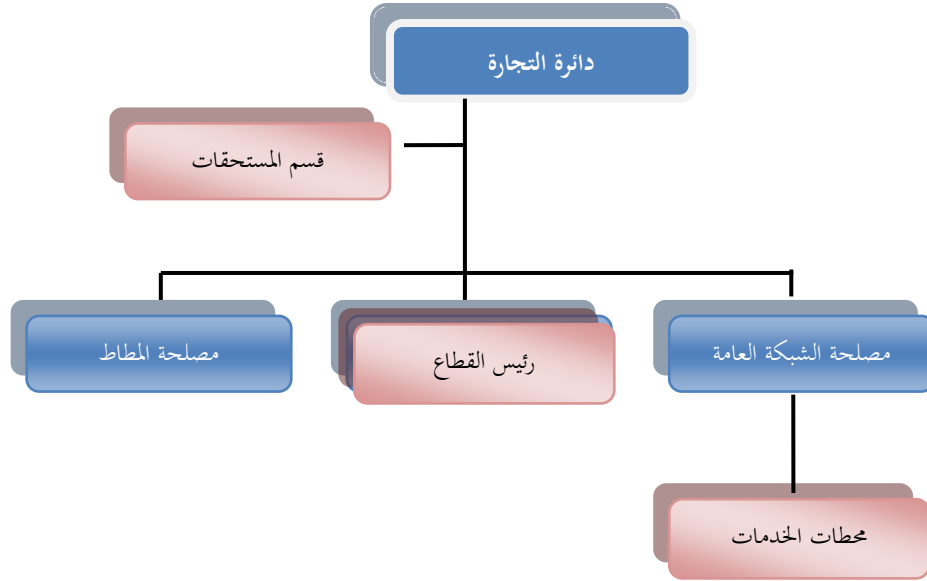 دائرة التجارة
قسم المستحقات
مصلحة الشبكة العامة
رئيس القطاع
مصلحة المطاط
محطات الخدمات